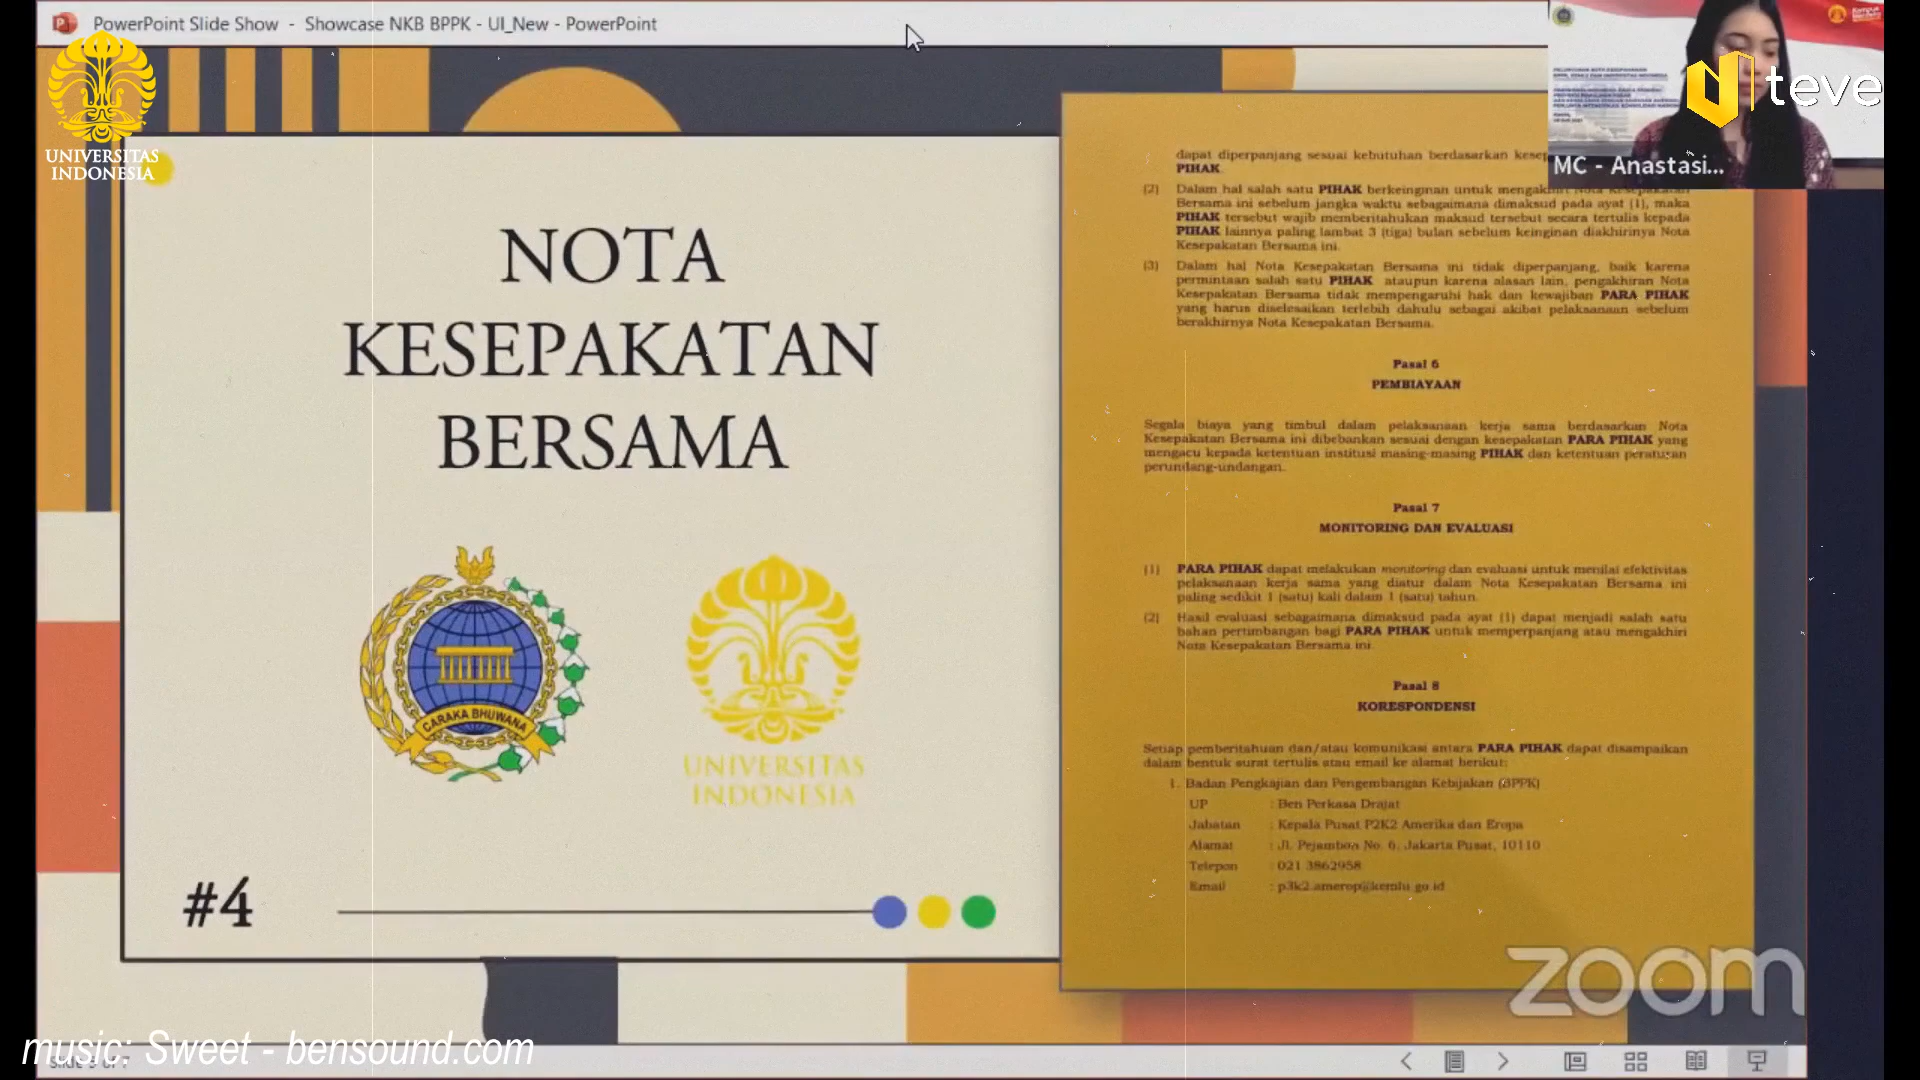 PowerPoint Slide Show - Showcase NKB BPPK - UI_New - PowerPoint
UNIVERSITAS
INDONESIA
teve
MC - Anastasi...
NOTA
KESEPAKATAN
BERSAMA
CARAKA BHUWANA
UNIVERSITAS
INDONESIA
#4
dapat diperpanjang sesuai kebutuhan berdasarkan
PIHAK.
(2) Dalam hal salah satu PIHAK berkeinginan untuk mengakhiri Nota Kesepakatan
Bersama ini sebelum jangka waktu sebagaimana dimaksud pada ayat (1), maka
PIHAK tersebut wajib memberitahukan maksud tersebut secara tertulis kepada
PIHAK lainnya paling lambat 3 (tiga) bulan sebelum keinginan diakhirinya Nota
Kesepakatan Bersama ini.
(3) Dalam hal Nota Kesepakatan Bersama ini tidak diperpanjang, baik karena
permintaan salah satu PIHAK ataupun karena alasan lain, pengakhiran Nota
Kesepakatan Bersama tidak mempengaruhi hak dan kewajiban PARA PIHAK
yang harus diselesaikan terlebih dahulu sebagai akibat pelaksanaan sebelum
berakhirnya Nota Kesepakatan Bersama.
Pasal 6
PEMBIAYAAN
Segala biaya yang timbul dalam pelaksanaan kerja sama berdasarkan Nota
Kesepakatan Bersama ini dibebankan sesuai dengan kesepakatan PARA PIHAK yang
mengacu kepada ketentuan institusi masing-masing PIHAK dan ketentuan peraturan
perundang-undangan.
Pasal 7
MONITORING DAN EVALUASI
(1) PARA PIHAK dapat melakukan monitoring dan evaluasi untuk menilai efektivitas
pelaksanaan kerja sama yang diatur dalam Nota Kesepakatan Bersama ini
paling sedikit 1 (satu) kali dalam 1 (satu) tahun.
(2) Hasil evaluasi sebagaimana dimaksud pada ayat (1) dapat menjadi salah satu
bahan pertimbangan bagi PARA PIHAK untuk memperpanjang atau mengakhiri
Nota Kesepakatan Bersama ini.
Pasal 8
KORESPONDENSI
Setiap pemberitahuan dan/atau komunikasi antara PARA PIHAK dapat disampaikan
dalam bentuk surat tertulis atau email ke alamat berikut:
1. Badan Pengkajian dan Pengembangan Kebijakan (BPPK)
UP : Ben Perkasa Drajat
Jabatan : Kepala Pusat P2K2 Amerika dan Eropa
Alamat : Jl. Pejambon No. 6, Jakarta Pusat, 10110
Telepon : 021 3862958
Email : p3k2.amerop@kemlu.go.id
zoom
music: Sweet - bensound.com